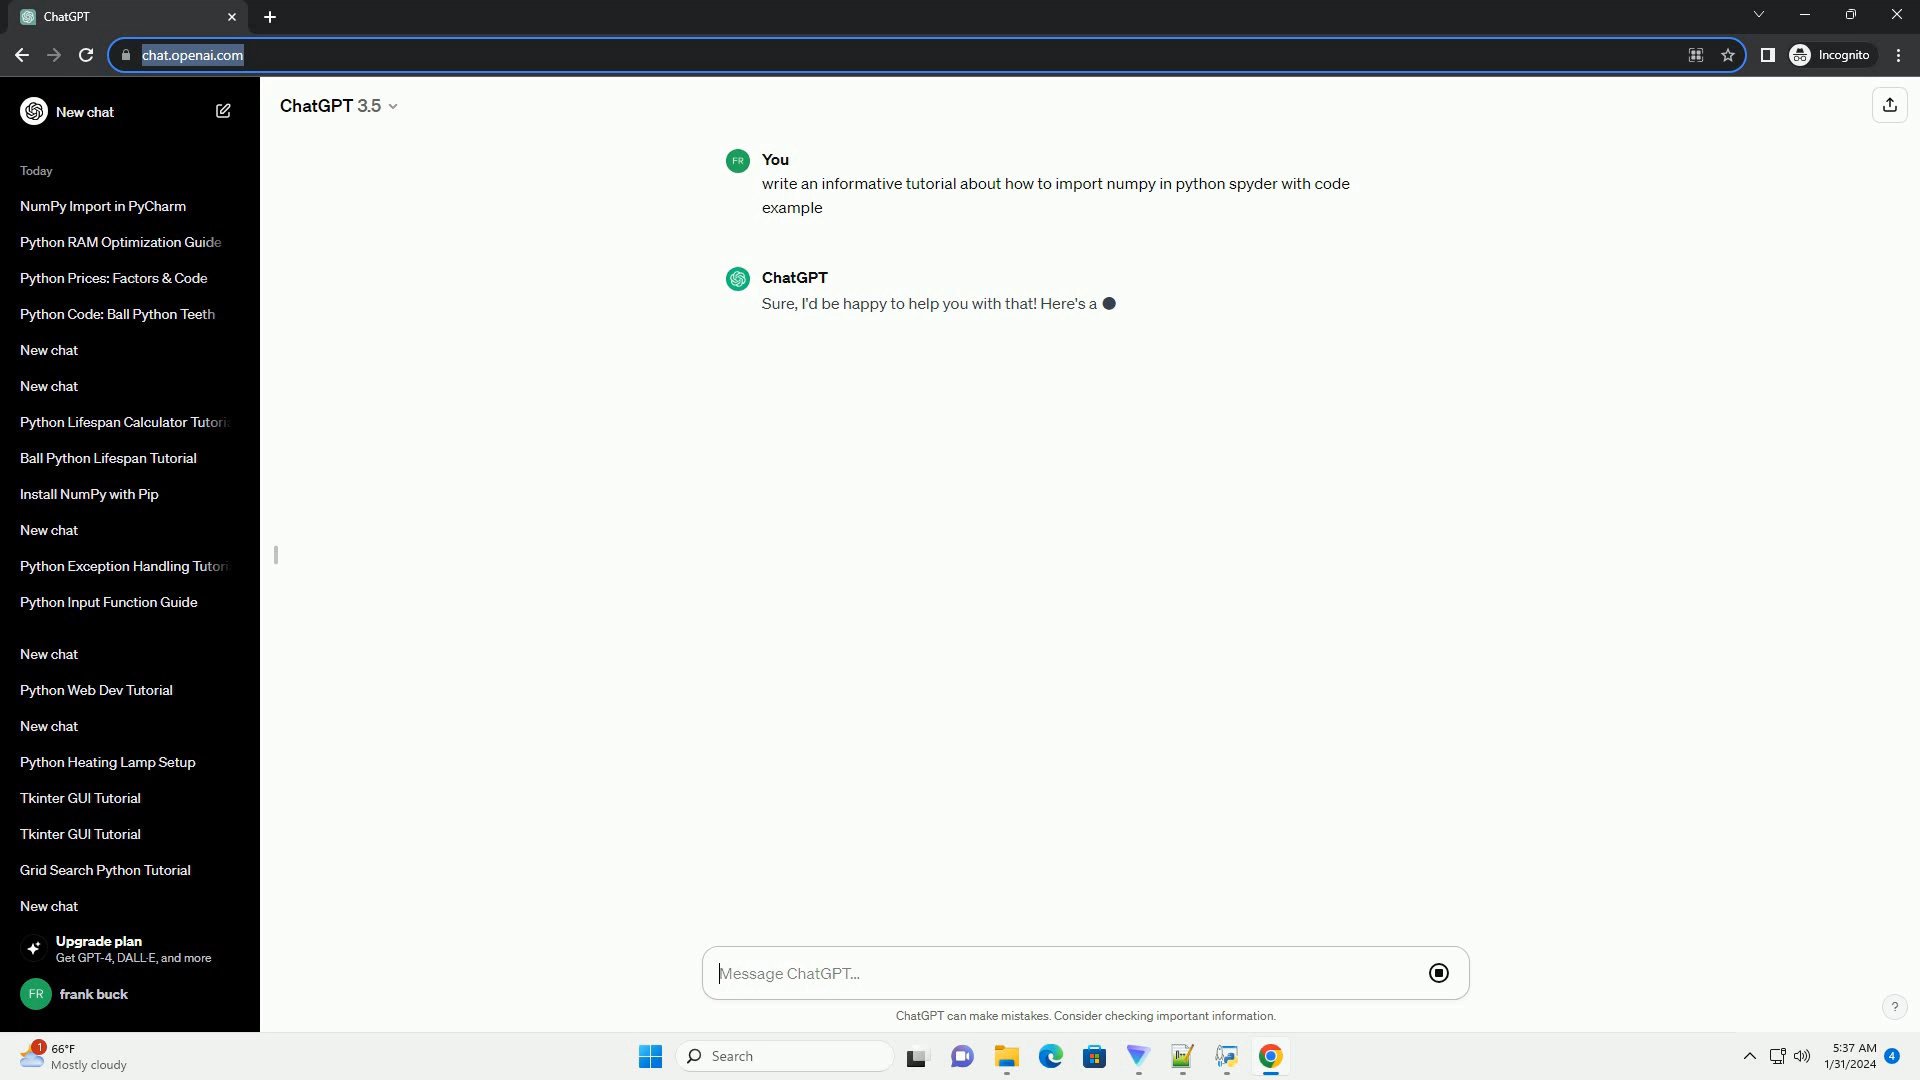 ChatGPT
chat.openai.com
Incognito
New chat
Today
NumPy Import in PyCharm
Python RAM Optimization Guide
Python Prices: Factors & Code
Python Code: Ball Python Teeth
New chat
New chat
Python Lifespan Calculator Tutori
Ball Python Lifespan Tutorial
Install NumPy with Pip
New chat
Python Exception Handling Tutori
Python Input Function Guide
New chat
Python Web Dev Tutorial
New chat
Python Heating Lamp Setup
Tkinter GUI Tutorial
Tkinter GUI Tutorial
Grid Search Python Tutorial
New chat
Upgrade plan
Get GPT-4, DALL·E, and more
FR frank buck
ChatGPT 3.5
FR You
write an informative tutorial about how to import numpy in python spyder with code
example
ChatGPT
Sure, I'd be happy to help you with that! Here's a
Message ChatGPT...
ChatGPT can make mistakes. Consider checking important information.
?
1 66°F
Mostly cloudy
Search
5:37 AM
1/31/2024
4